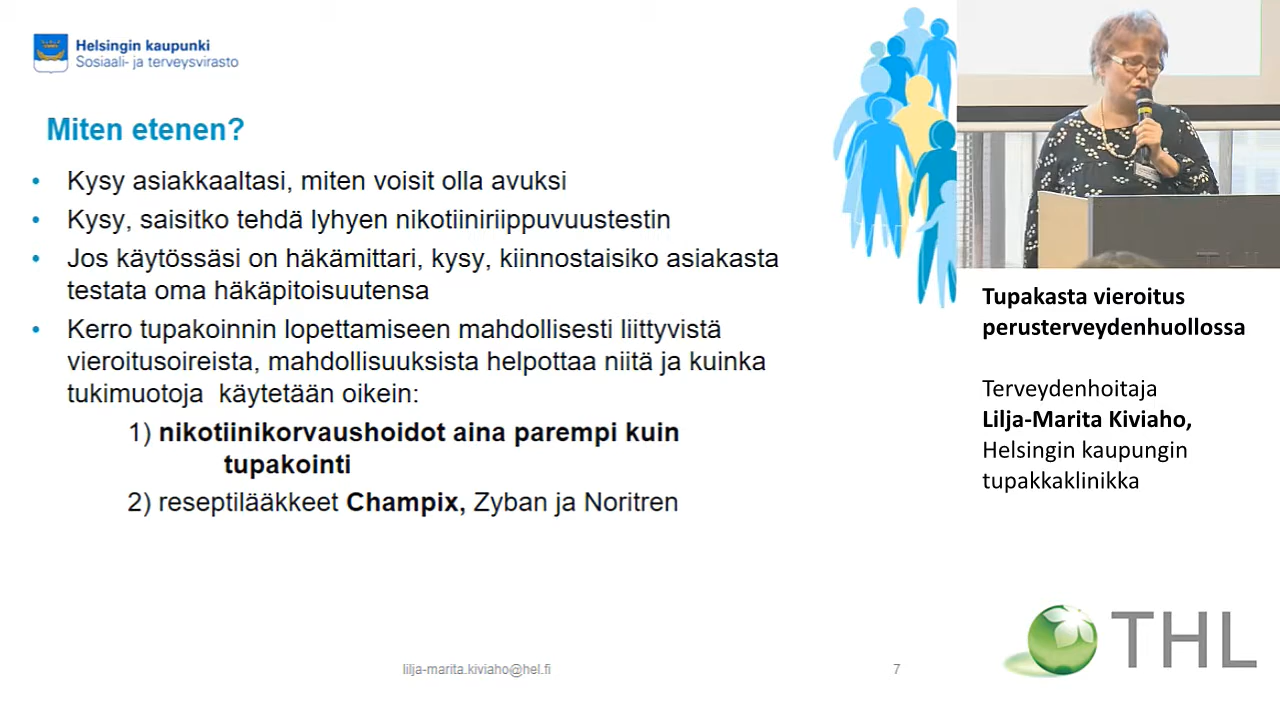 Helsingin kaupunki
Sosiaali- ja terveysvirasto
Miten etenen?
• Kysy asiakkaaltasi, miten voisit olla avuksi
• Kysy, saisitko tehdä lyhyen nikotiiniriippuvuustestin
• Jos käytössäsi on häkämittari, kysy, kiinnostaisiko asiakasta
testata oma häkäpitoisuutensa
• Kerro tupakoinnin lopettamiseen mahdollisesti liittyvistä
vieroitusoireista, mahdollisuuksista helpottaa niitä ja kuinka
tukimuotoja käytetään oikein:
1) nikotiinikorvaushoidot aina parempi kuin
tupakointi
2) reseptilääkkeet Champix, Zyban ja Noritren
lilja-marita.kiviaho@hel.fi
7
THL
Tupakasta vieroitus
perusterveydenhuollossa
Terveydenhoitaja
Lilja-Marita Kiviaho,
Helsingin kaupungin
tupakkaklinikka
THL